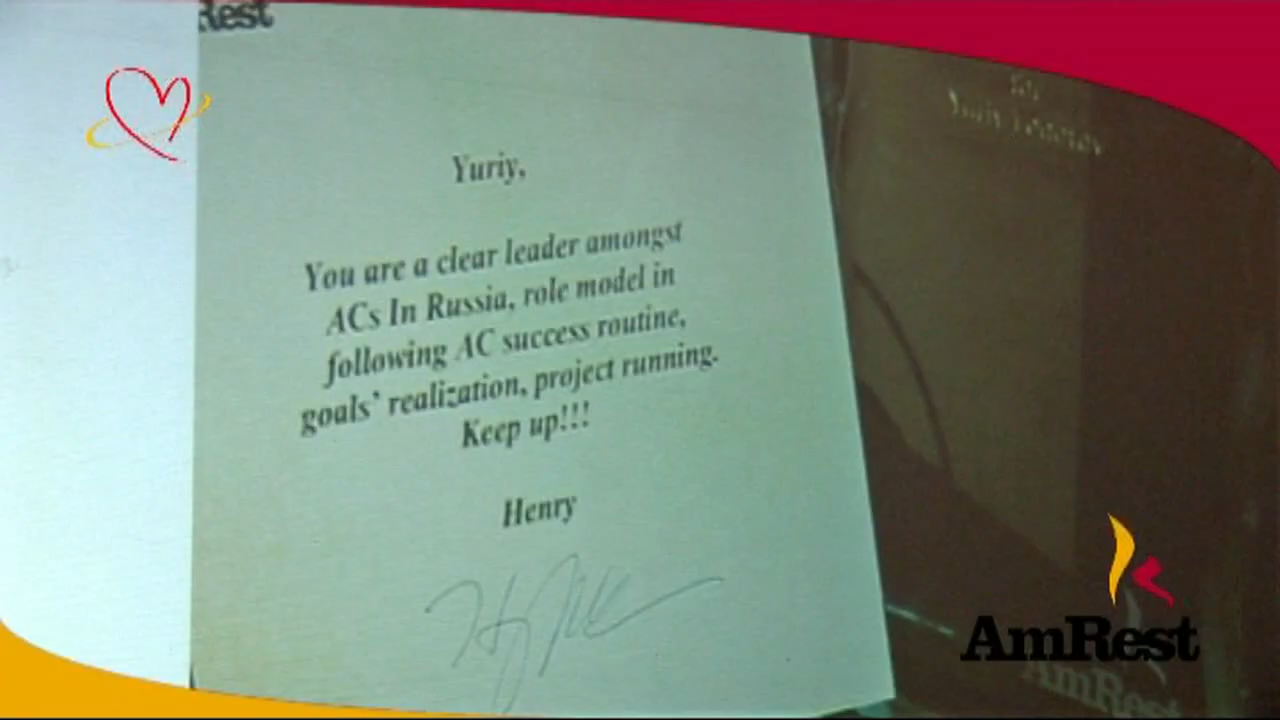 Rest
Yuriy,
You are a clear leader amongst
ACs In Russia, role model in
following AC success routine,
goals' realization, project running.
Keep up!!!
Henry
AmRest
AmRest